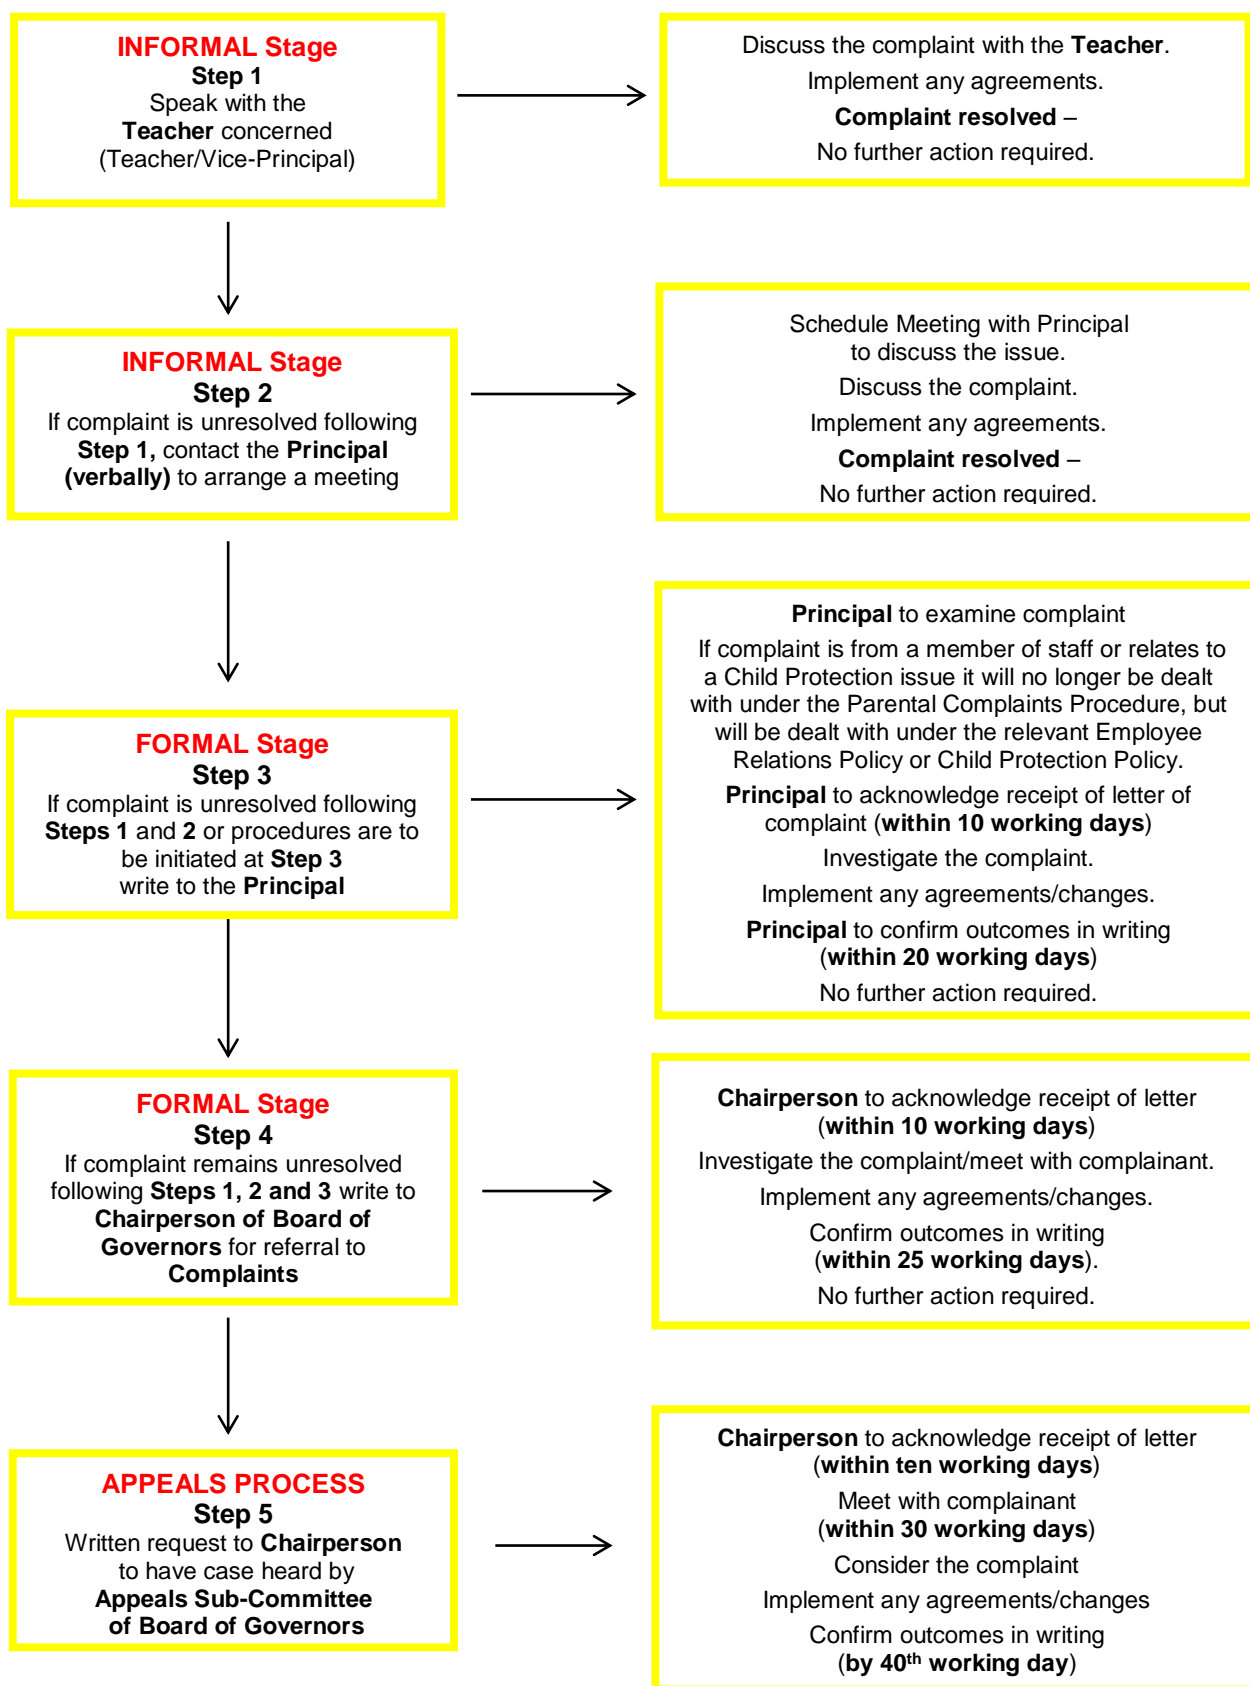 INFORMAL Stage
Step 1
Speak with the
Teacher concerned
(Teacher/Vice-Principal)
Discuss the complaint with the Teacher.
Implement any agreements.
Complaint resolved –
No further action required.
INFORMAL Stage
Step 2
If complaint is unresolved following
Step 1, contact the Principal
(verbally) to arrange a meeting
Schedule Meeting with Principal
to discuss the issue.
Discuss the complaint.
Implement any agreements.
Complaint resolved –
No further action required.
FORMAL Stage
Step 3
If complaint is unresolved following
Steps 1 and 2 or procedures are to
be initiated at Step 3
write to the Principal
Principal to examine complaint
If complaint is from a member of staff or relates to
a Child Protection issue it will no longer be dealt
with under the Parental Complaints Procedure, but
will be dealt with under the relevant Employee
Relations Policy or Child Protection Policy.
Principal to acknowledge receipt of letter of
complaint (within 10 working days)
Investigate the complaint.
Implement any agreements/changes.
Principal to confirm outcomes in writing
(within 20 working days)
No further action required.
FORMAL Stage
Step 4
If complaint remains unresolved
following Steps 1, 2 and 3 write to
Chairperson of Board of
Governors for referral to
Complaints
Chairperson to acknowledge receipt of letter
(within 10 working days)
Investigate the complaint/meet with complainant.
Implement any agreements/changes.
Confirm outcomes in writing
(within 25 working days).
No further action required.
APPEALS PROCESS
Step 5
Written request to Chairperson
to have case heard by
Appeals Sub-Committee
of Board of Governors
Chairperson to acknowledge receipt of letter
(within ten working days)
Meet with complainant
(within 30 working days)
Consider the complaint
Implement any agreements/changes
Confirm outcomes in writing
(by 40th working day)